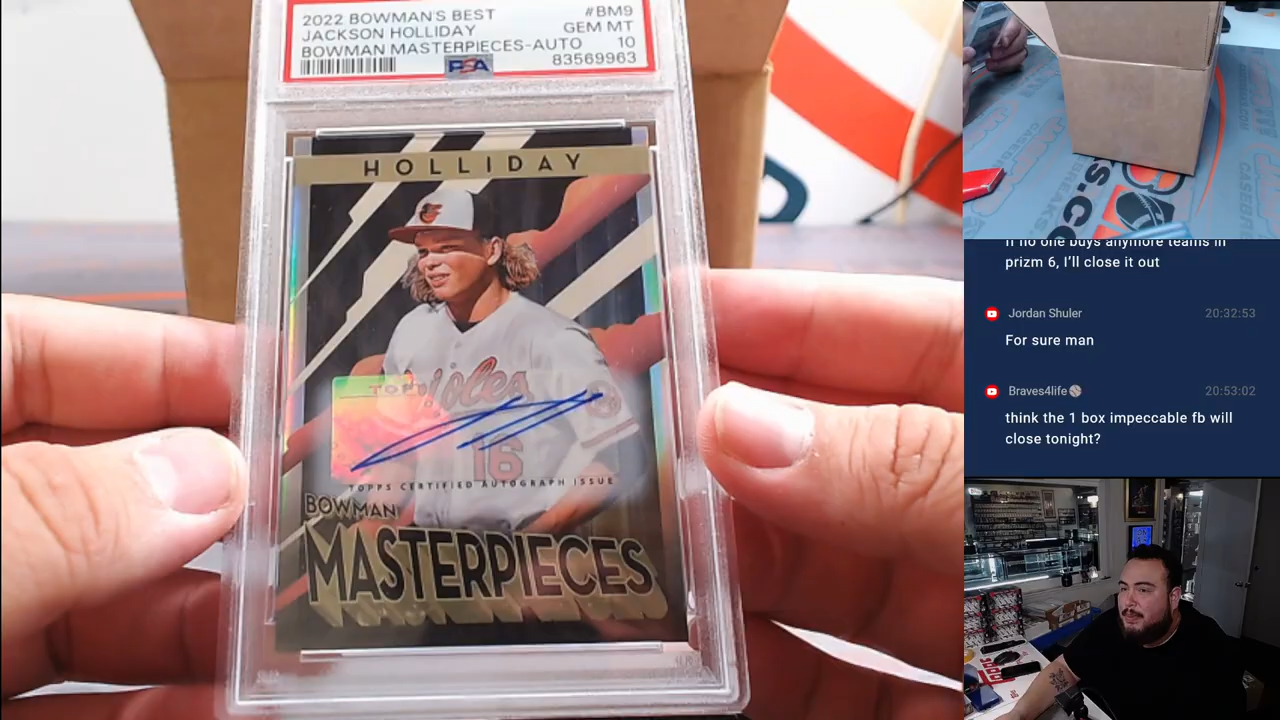 2022 BOWMAN'S BEST #BM9
JACKSON HOLLIDAY GEM MT
BOWMAN MASTERPIECES-AUTO 10
83569963
PSA
HOLLIDAY
TOPPS
16
TOPPS CERTIFIED AUTOGRAPH ISSUE
BOWMAN
MASTERPIECES
If no one buys anymore teams in
prizm 6, I'll close it out
Jordan Shuler 20:32:53
For sure man
Braves4life 20:53:02
think the 1 box impeccable fb will
close tonight?